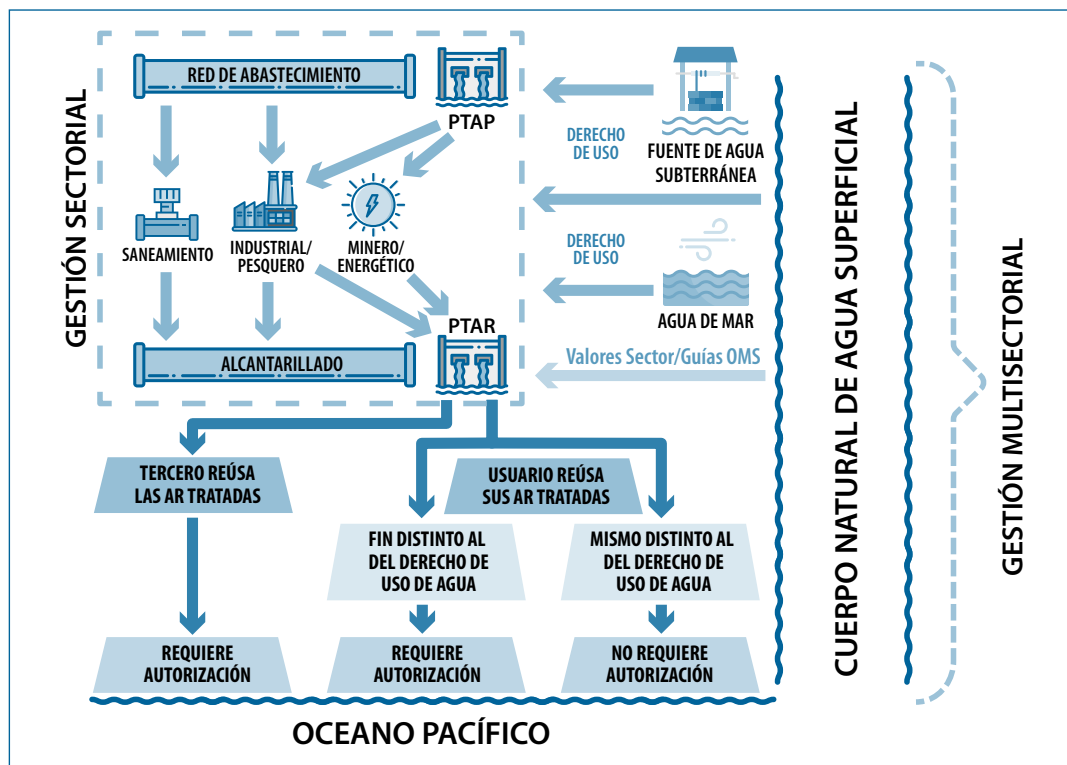 GESTIÓN SECTORIAL
RED DE ABASTECIMIENTO
PTAP
DERECHO
DE USO
FUENTE DE AGUA
SUBTERRÁNEA
SANEAMIENTO
INDUSTRIAL/
PESQUERO
MINERO/
ENERGÉTICO
DERECHO
DE USO
AGUA DE MAR
PTAR
ALCANTARILLADO
Valores Sector/Guías OMS
TERCERO REÚSA
LAS AR TRATADAS
USUARIO REÚSA
SUS AR TRATADAS
FIN DISTINTO AL
DEL DERECHO DE
USO DE AGUA
MISMO DISTINTO AL
DEL DERECHO DE
USO DE AGUA
REQUIERE
AUTORIZACIÓN
REQUIERE
AUTORIZACIÓN
NO REQUIERE
AUTORIZACIÓN
OCEANO PACÍFICO
CUERPO NATURAL DE AGUA SUPERFICIAL
GESTIÓN MULTISECTORIAL